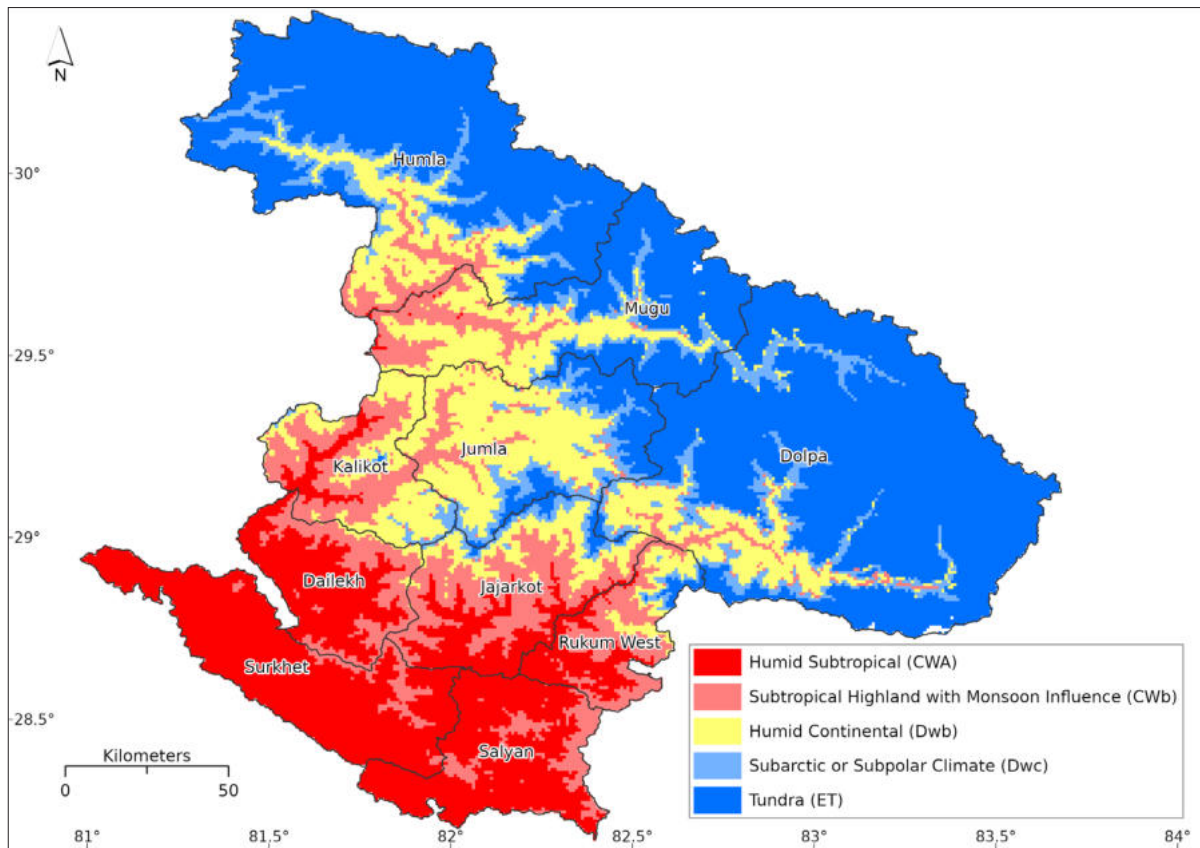 N
30°
29.5°
29°
28.5°
Humla
Mugu
Dolpa
Jumla
Kalikot
Dailekh
Jajarkot
Rukum West
Surkhet
Salyan
Kilometers
0 50
Humid Subtropical (CWA)
Subtropical Highland with Monsoon Influence (CWb)
Humid Continental (Dwb)
Subarctic or Subpolar Climate (Dwc)
Tundra (ET)
81° 81,5° 82° 82.5° 83° 83.5° 84°